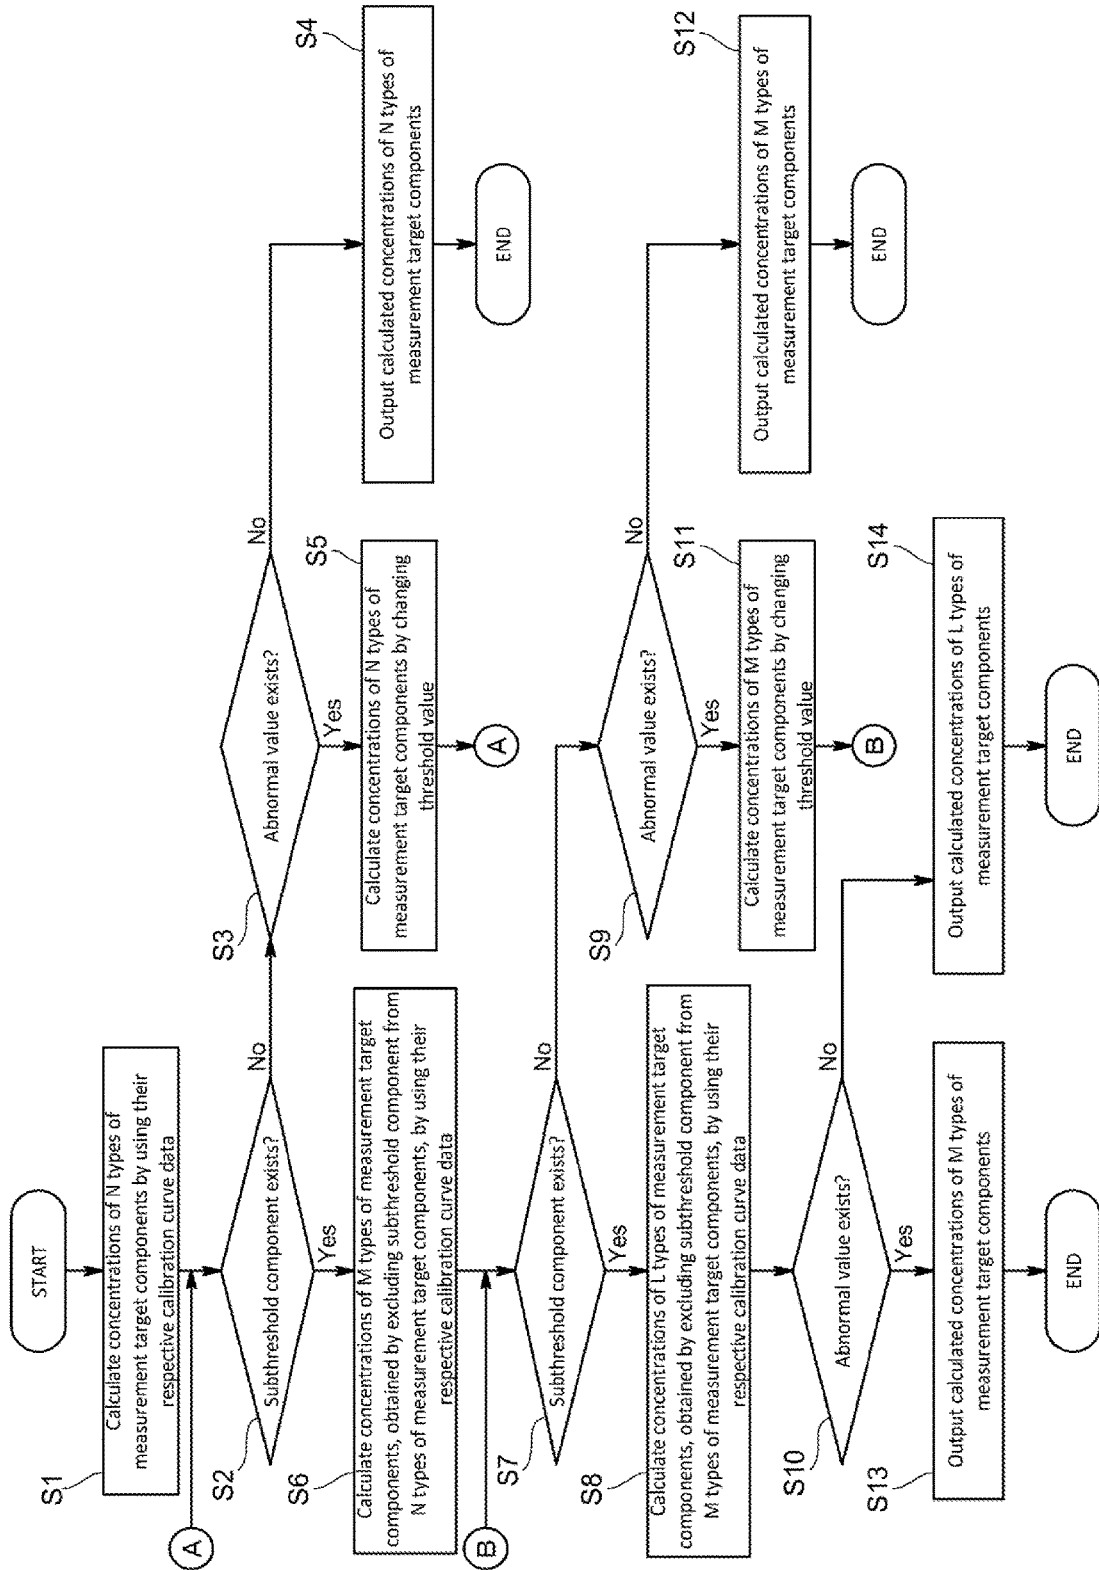 START
S1
Calculate concentrations of N types of
measurement target components by using their
respective calibration curve data
A
S2
Subthreshold component exists?
No
Yes
S3
Abnormal value exists?
No
Yes
S4
Output calculated concentrations of N types of
measurement target components
END
S5
Calculate concentrations of N types of
measurement target components by changing
threshold value
A
S6
Calculate concentrations of M types of measurement target
components, obtained by excluding subthreshold component from
N types of measurement target components, by using their
respective calibration curve data
B
S7
Subthreshold component exists?
No
Yes
S9
Abnormal value exists?
No
Yes
S12
Output calculated concentrations of M types of
measurement target components
END
S11
Calculate concentrations of M types of
measurement target components by changing
threshold value
B
S8
Calculate concentrations of L types of measurement target
components, obtained by excluding subthreshold component from
M types of measurement target components, by using their
respective calibration curve data
S10
Abnormal value exists?
No
Yes
S14
Output calculated concentrations of L types of
measurement target components
END
S13
Output calculated concentrations of M types of
measurement target components
END